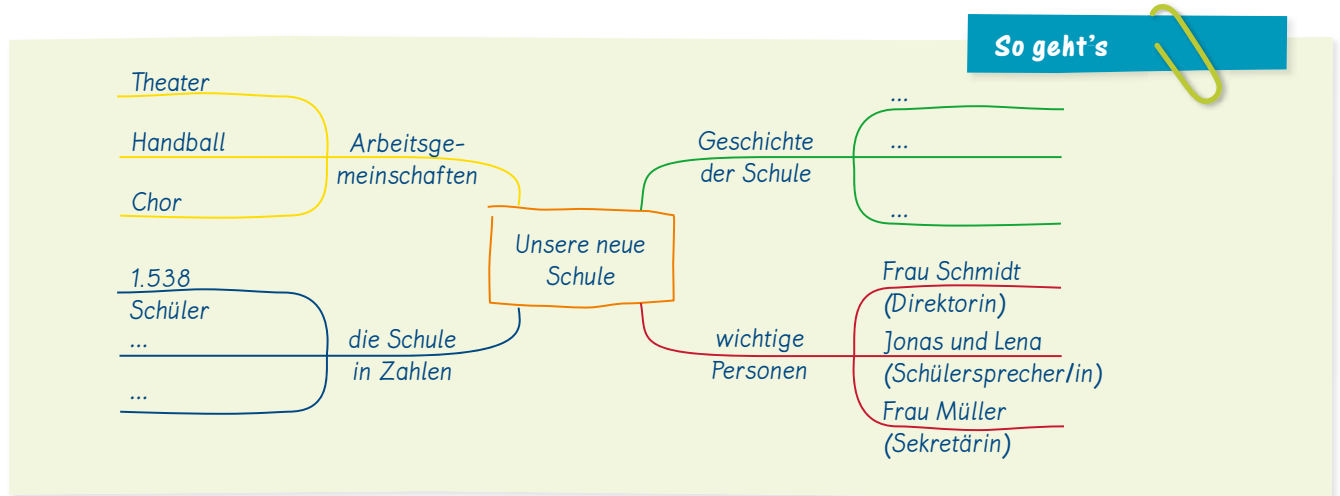 So geht's
Theater
Handball
Chor
Arbeitsge-
meinschaften
Geschichte
der Schule
...
...
...
Unsere neue
Schule
1.538
Schüler
...
...
die Schule
in Zahlen
wichtige
Personen
Frau Schmidt
(Direktorin)
Jonas und Lena
(Schülersprecher/in)
Frau Müller
(Sekretärin)